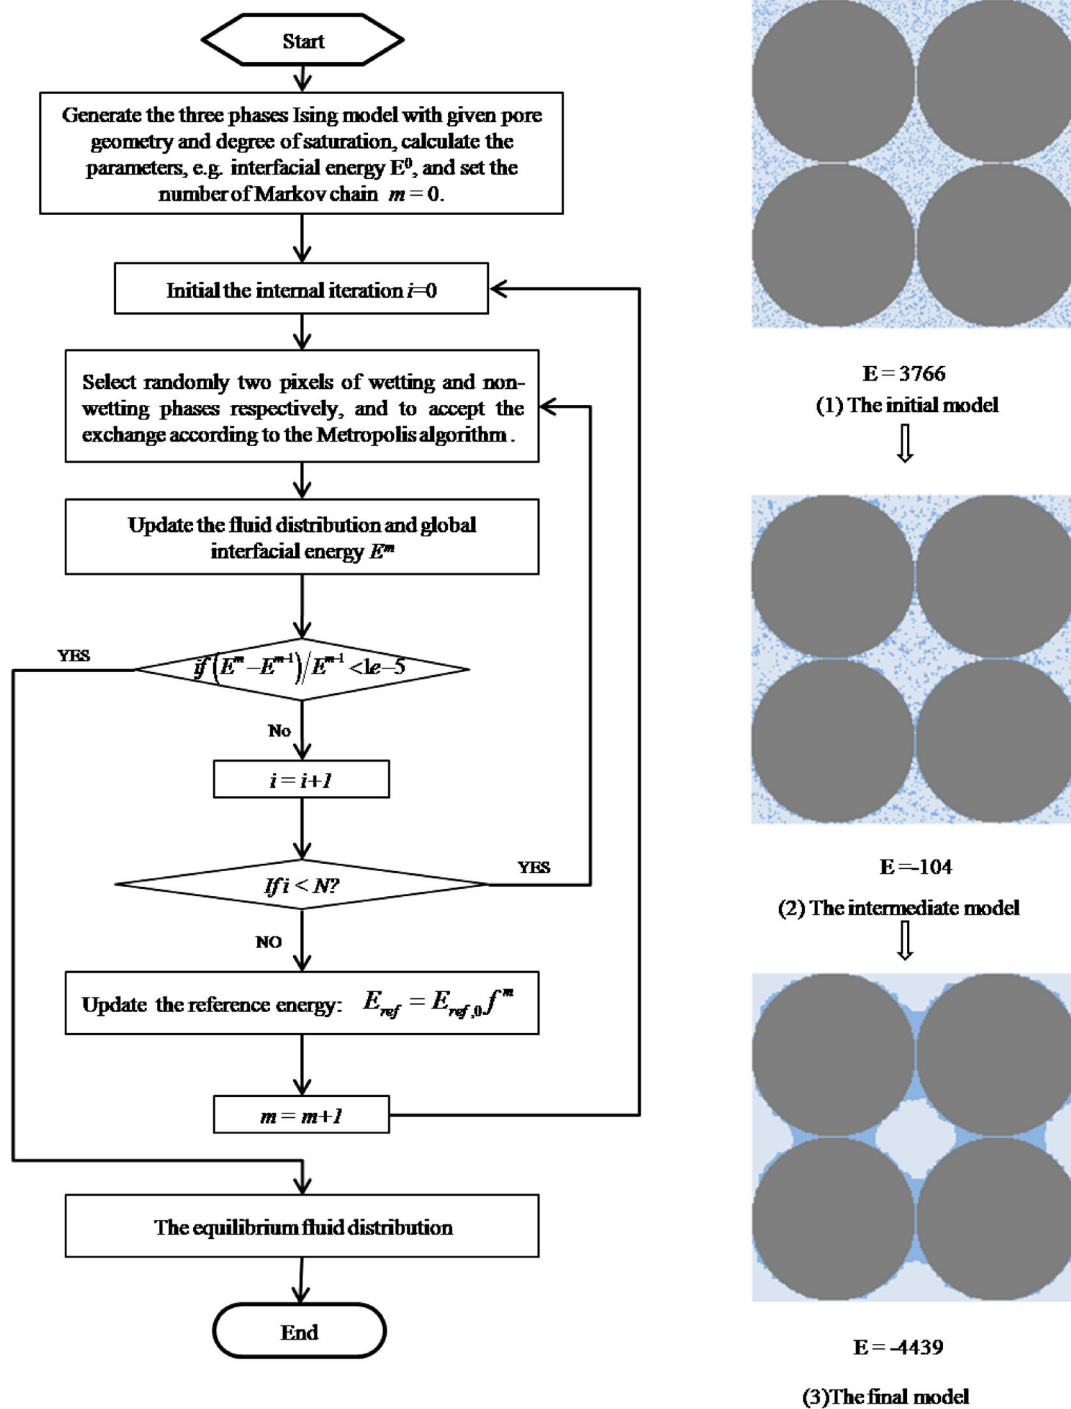 Start
Generate the three phases Ising model with given pore
geometry and degree of saturation, calculate the
parameters, e.g. interfacial energy E⁰, and set the
number of Markov chain m = 0.
Initial the internal iteration i=0
Select randomly two pixels of wetting and non-
wetting phases respectively, and to accept the
exchange according to the Metropolis algorithm .
Update the fluid distribution and global
interfacial energy Eᵐ
YES
if (Eᵐ – Eᵐ⁻¹)/Eᵐ⁻¹ <1e–5
No
i = i+1
If i < N?
YES
NO
Update the reference energy: E_ref = E_ref,0 f ᵐ
m = m+1
The equilibrium fluid distribution
End
E = 3766
(1) The initial model
E =-104
(2) The intermediate model
E = -4439
(3)The final model